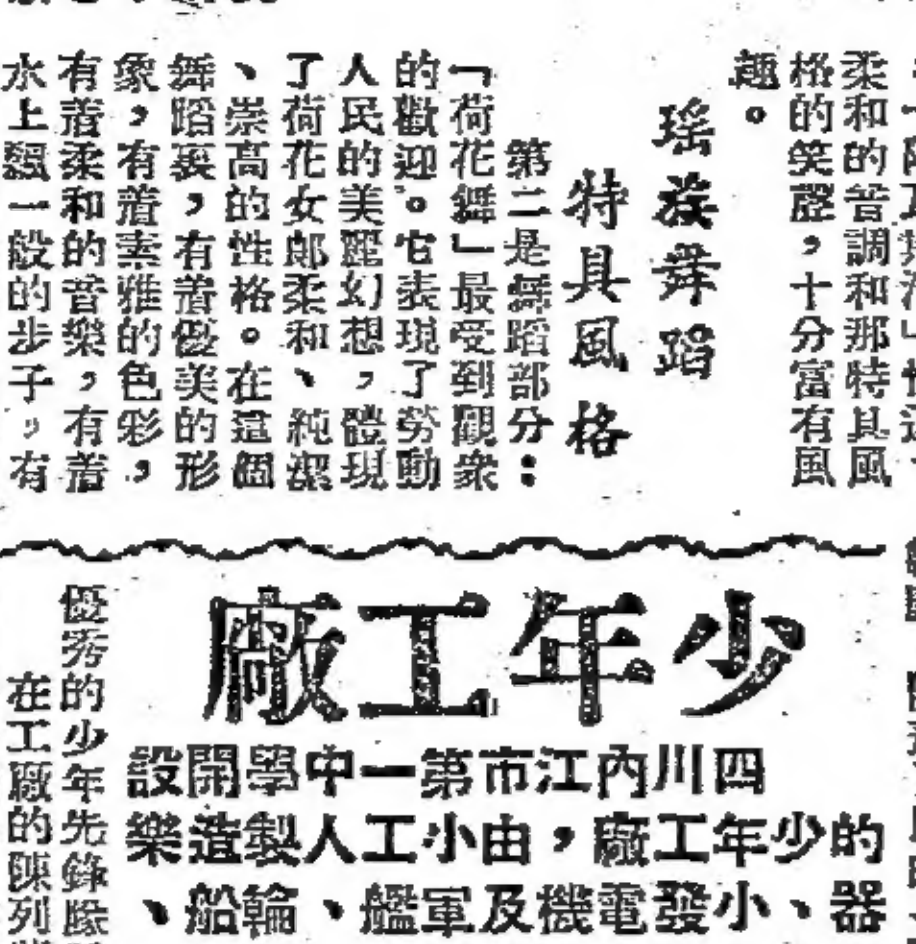 柔和的音調和那特具風
格的笑聲，十分富有風
趣。
瑤族舞蹈
特具風格
第二是舞蹈部分：
「荷花舞」最受到觀衆
的歡迎。它表現了勞動
人民的美麗幻想，體現
了荷花女郎柔和、純潔
、崇高的性格。在這個
舞蹈裏，有着優美的形
象，有着素雅的色彩，
有着柔和的音樂，有着
水上飄一般的步子，有
少年工廠
四川內江市第一中學開設
的少年工廠，由小工人製造樂
器、小發電機及軍艦、輪船、
優秀的少年先鋒隊
在工廠的陳列